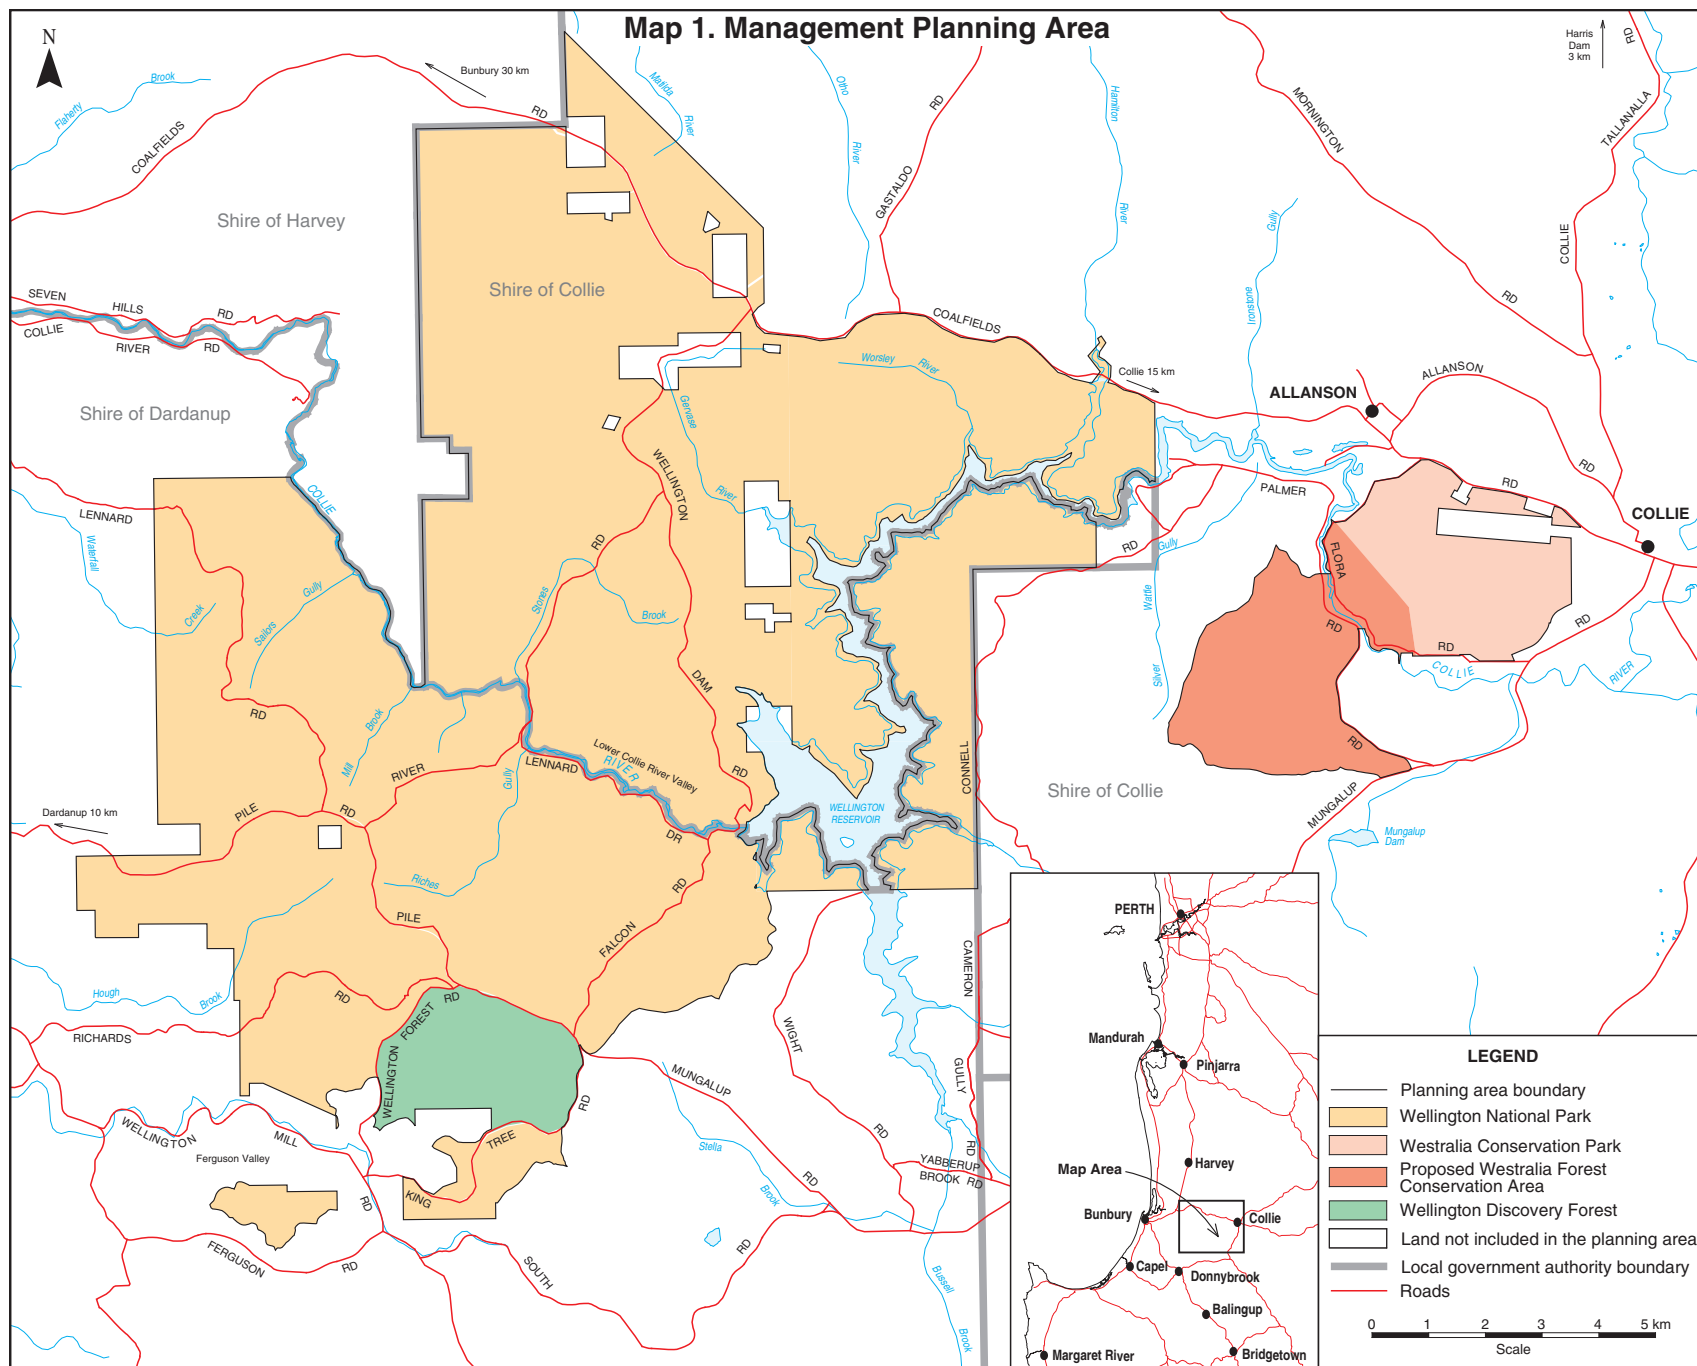 Map 1. Management Planning Area
N
Harris
Dam
3 km
RD
Brook
Flaherty
COALFIELDS
Bunbury 30 km
RD
Matilda
River
Otho
River
RD
GASTALDO
Hamilton
River
MORNINGTON
RD
TALLANALLA
COLLIE
Shire of Harvey
Shire of Collie
Gully
Ironstone
SEVEN
HILLS
RD
COLLIE
RIVER
RD
COALFIELDS
Worsley
River
Collie 15 km
ALLANSON
ALLANSON
RD
Shire of Dardanup
Gervase
River
WELLINGTON
RD
COLLIE
PALMER
RD
COLLIE
LENNARD
Waterfall
Creek
Gully
Sailors
RD
Stones
Brook
RD
Gully
Wattle
Silver
FLORA
RD
RD
RD
COLLIE
RIVER
DAM
RD
Brook
Mill
RD
RIVER
Gully
LENNARD
Lower Collie River Valley
RIVER
RD
DR
CONNELL
RD
MUNGALUP
Shire of Collie
WELLINGTON
RESERVOIR
Mungalup
Dam
Dardanup 10 km
PILE
RD
Riches
PILE
RD
FALCON
RD
CAMERON
GULLY
RD
Hough
Brook
RD
RICHARDS
FOREST
WELLINGTON
RD
WIGHT
RD
MUNGALUP
RD
WELLINGTON
MILL
Ferguson Valley
TREE
KING
RD
Stella
Brook
YABBERUP
BROOK RD
RD
FERGUSON
RD
SOUTH
RD
Bussell
Brook
PERTH
Mandurah
Pinjarra
Harvey
Map Area
Bunbury
Collie
Capel
Donnybrook
Balingup
Margaret River
Bridgetown
LEGEND
Planning area boundary
Wellington National Park
Westralia Conservation Park
Proposed Westralia Forest
Conservation Area
Wellington Discovery Forest
Land not included in the planning area
Local government authority boundary
Roads
0 1 2 3 4 5 km
Scale